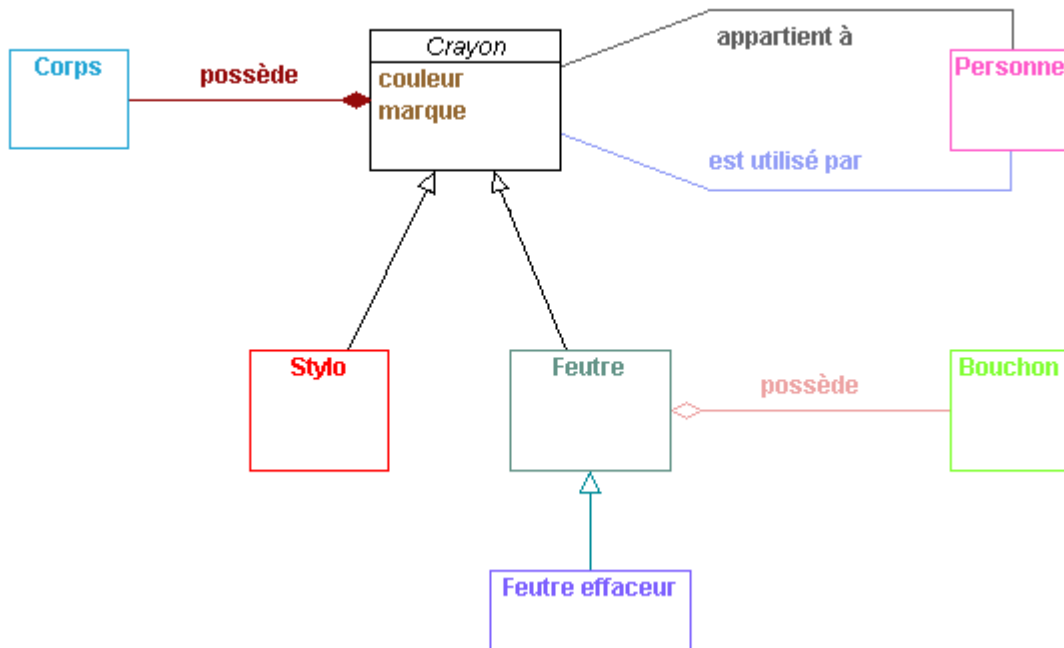 Crayon
appartient à
Corps
possède
couleur
marque
Personne
est utilisé par
Stylo
Feutre
possède
Bouchon
Feutre effaceur